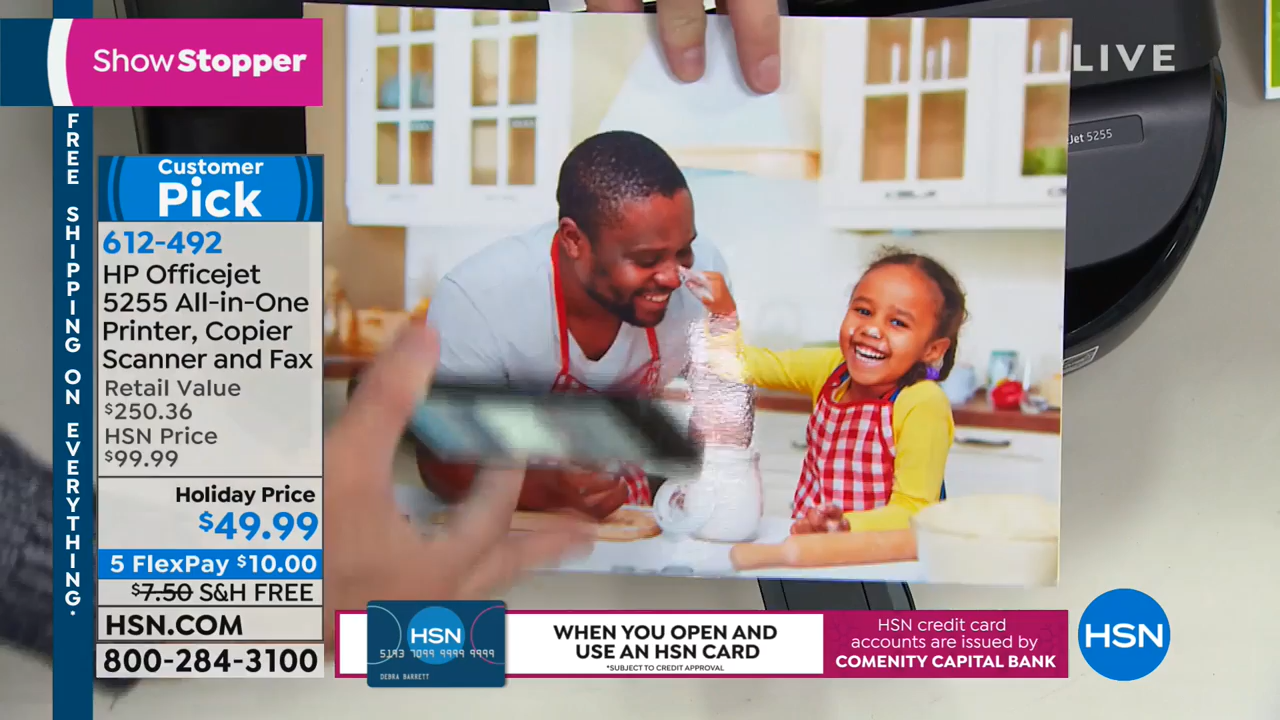 ShowStopper
LIVE
FREE SHIPPING ON EVERYTHING.*
Customer
Pick
612-492
HP Officejet
5255 All-in-One
Printer, Copier
Scanner and Fax
Retail Value
$250.36
HSN Price
$99.99
Holiday Price
$49.99
5 FlexPay $10.00
$7.50 S&H FREE
HSN.COM
800-284-3100
Jet 5255
HSN
5193 7099 9999 9999
DEBRA BARRETT
WHEN YOU OPEN AND
USE AN HSN CARD
*SUBJECT TO CREDIT APPROVAL
HSN credit card
accounts are issued by
COMENITY CAPITAL BANK
HSN